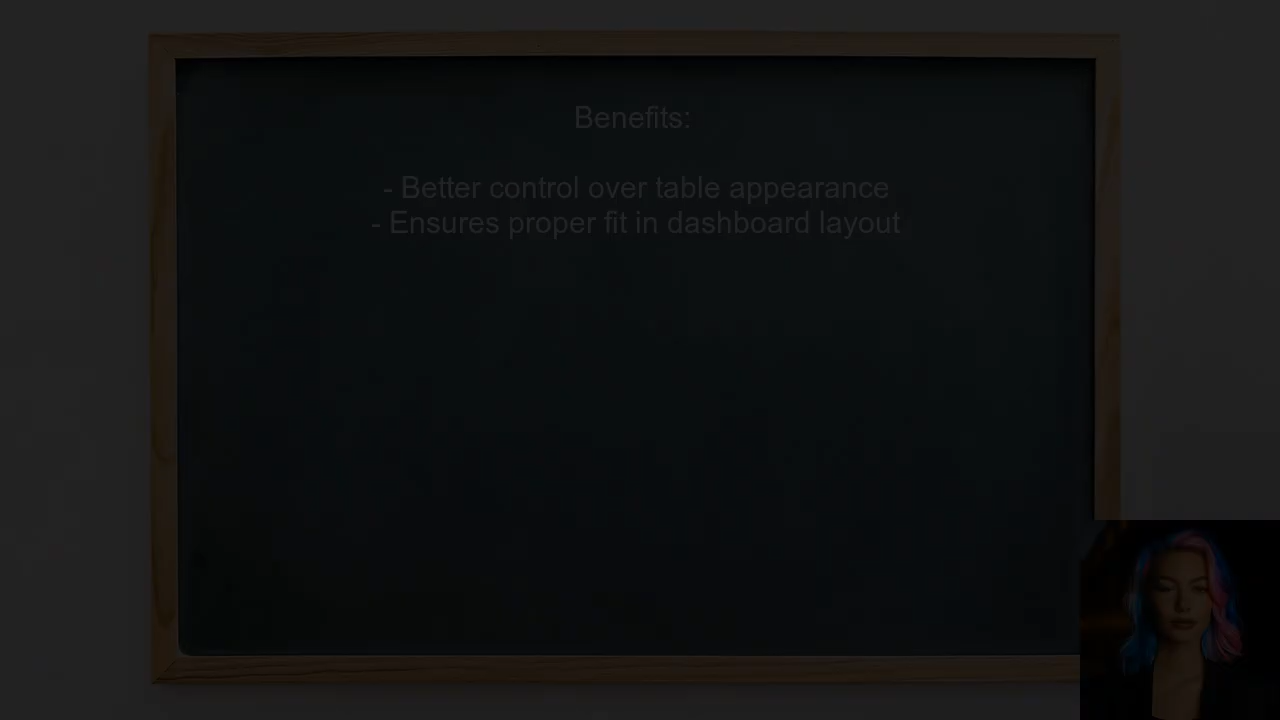 Benefits:
- Better control over table appearance
- Ensures proper fit in dashboard layout